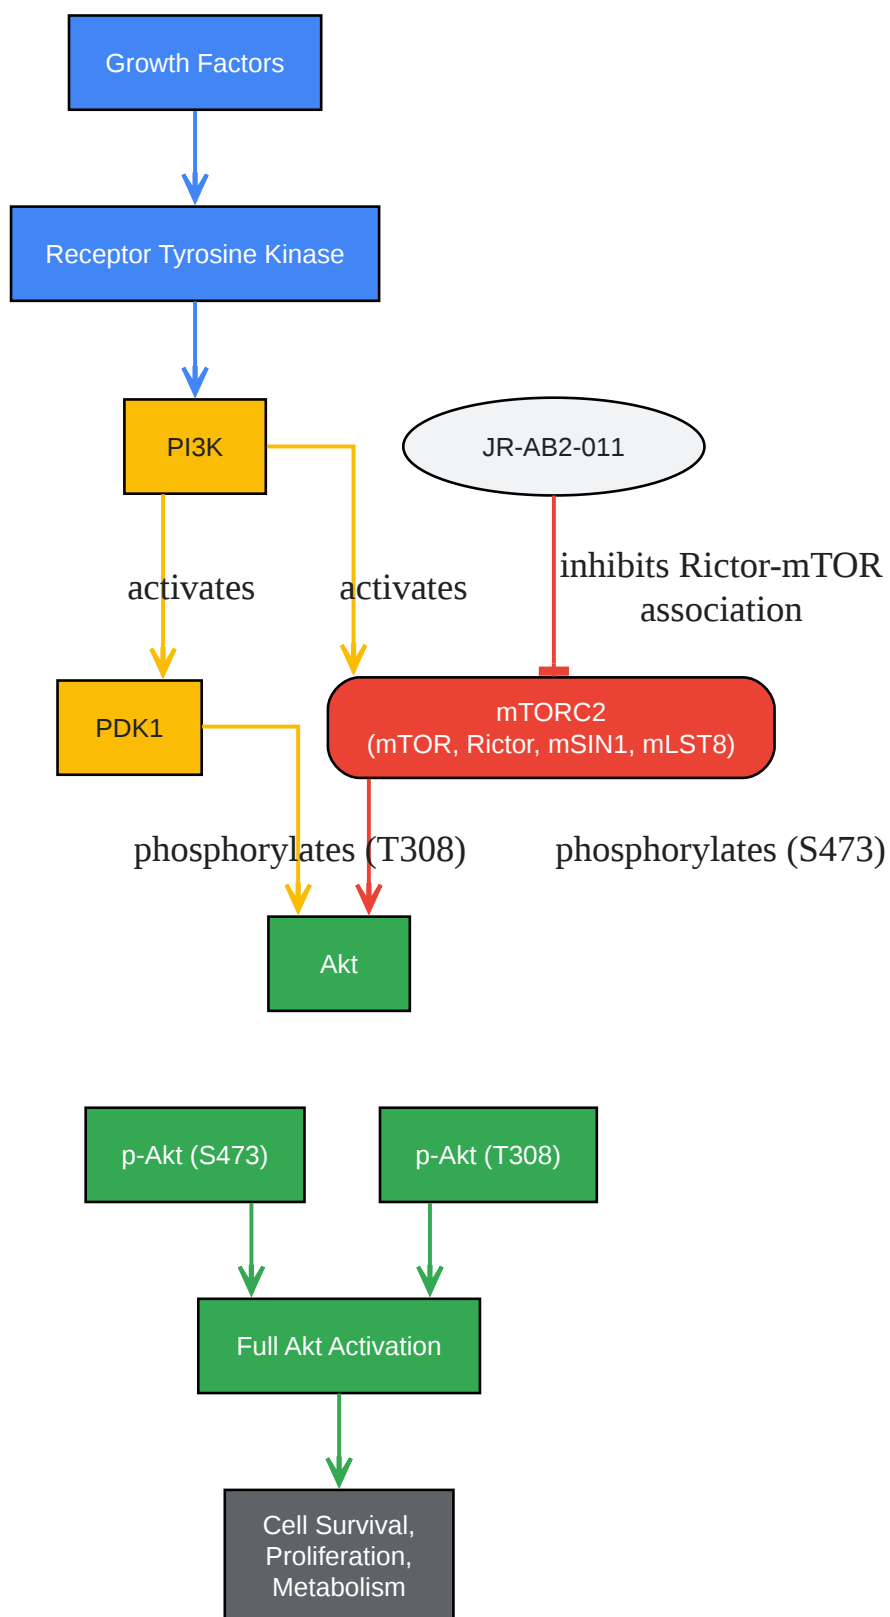 Growth Factors
Receptor Tyrosine Kinase
PI3K
JR-AB2-011
activates
activates
inhibits Rictor-mTOR
association
PDK1
mTORC2
(mTOR, Rictor, mSIN1, mLST8)
phosphorylates (T308)
phosphorylates (S473)
Akt
p-Akt (S473)
p-Akt (T308)
Full Akt Activation
Cell Survival,
Proliferation,
Metabolism